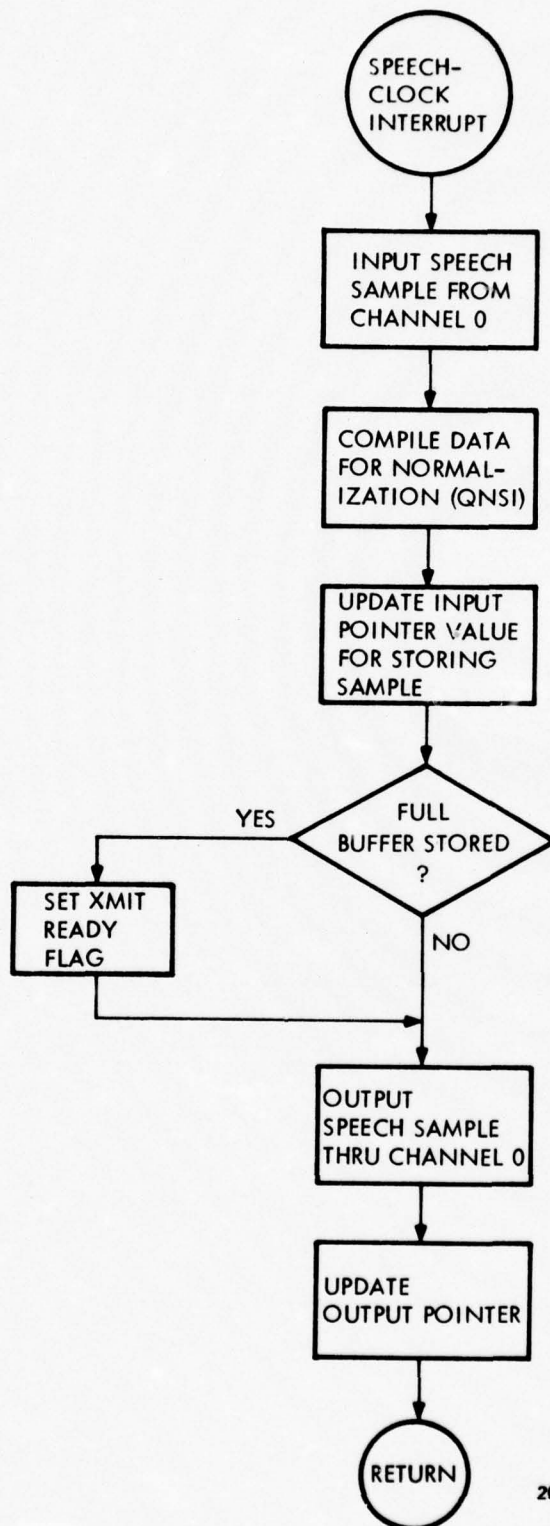 SPEECH-
CLOCK
INTERRUPT
INPUT SPEECH
SAMPLE FROM
CHANNEL 0
COMPILE DATA
FOR NORMAL-
IZATION (QNSI)
UPDATE INPUT
POINTER VALUE
FOR STORING
SAMPLE
FULL
BUFFER STORED
?
YES
NO
SET XMIT
READY
FLAG
OUTPUT
SPEECH SAMPLE
THRU CHANNEL 0
UPDATE
OUTPUT POINTER
RETURN